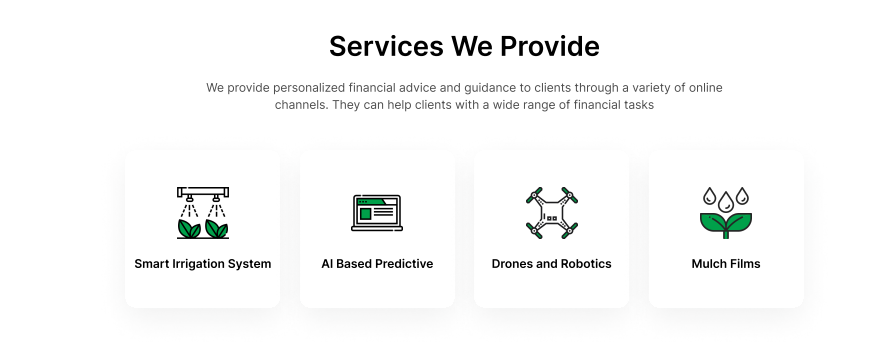 Services We Provide
We provide personalized financial advice and guidance to clients through a variety of online
channels. They can help clients with a wide range of financial tasks
Smart Irrigation System
AI Based Predictive
Drones and Robotics
Mulch Films